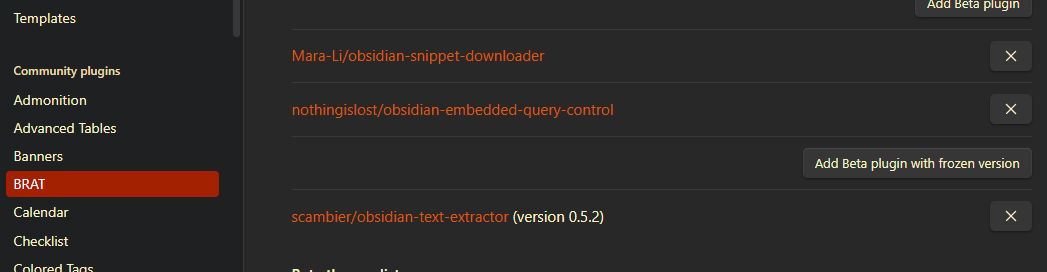 Templates
Community plugins
Admonition
Advanced Tables
Banners
BRAT
Calendar
Checklist
Colored Tags
Add Beta plugin
Mara-Li/obsidian-snippet-downloader
nothingislost/obsidian-embedded-query-control
Add Beta plugin with frozen version
scambier/obsidian-text-extractor (version 0.5.2)